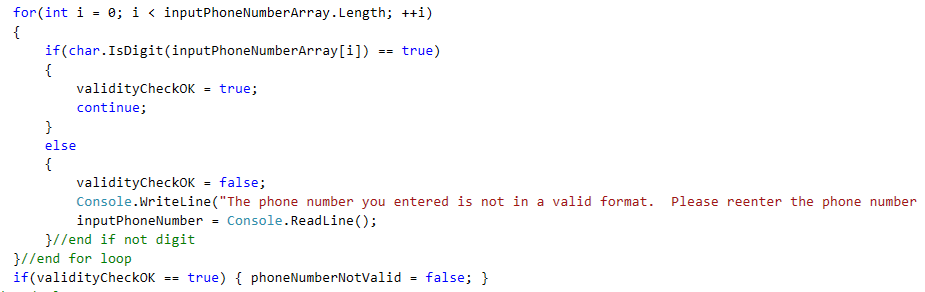 for(int i = 0; i < inputPhoneNumberArray.Length; ++i)
{
    if(char.IsDigit(inputPhoneNumberArray[i]) == true)
    {
        validityCheckOK = true;
        continue;
    }
    else
    {
        validityCheckOK = false;
        Console.WriteLine("The phone number you entered is not in a valid format.  Please reenter the phone number
        inputPhoneNumber = Console.ReadLine();
    }//end if not digit
}//end for loop
if(validityCheckOK == true) { phoneNumberNotValid = false; }